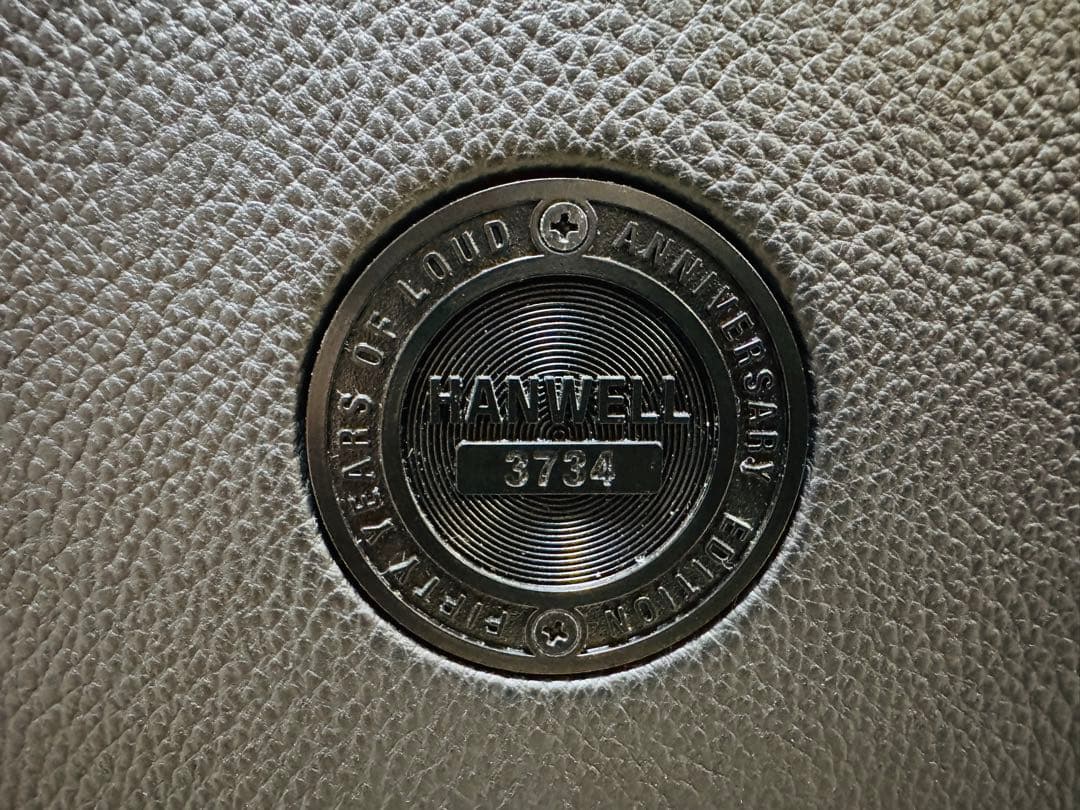 FIFTY YEARS OF LOUD
ANNIVERSARY EDITION
HANWELL
3734